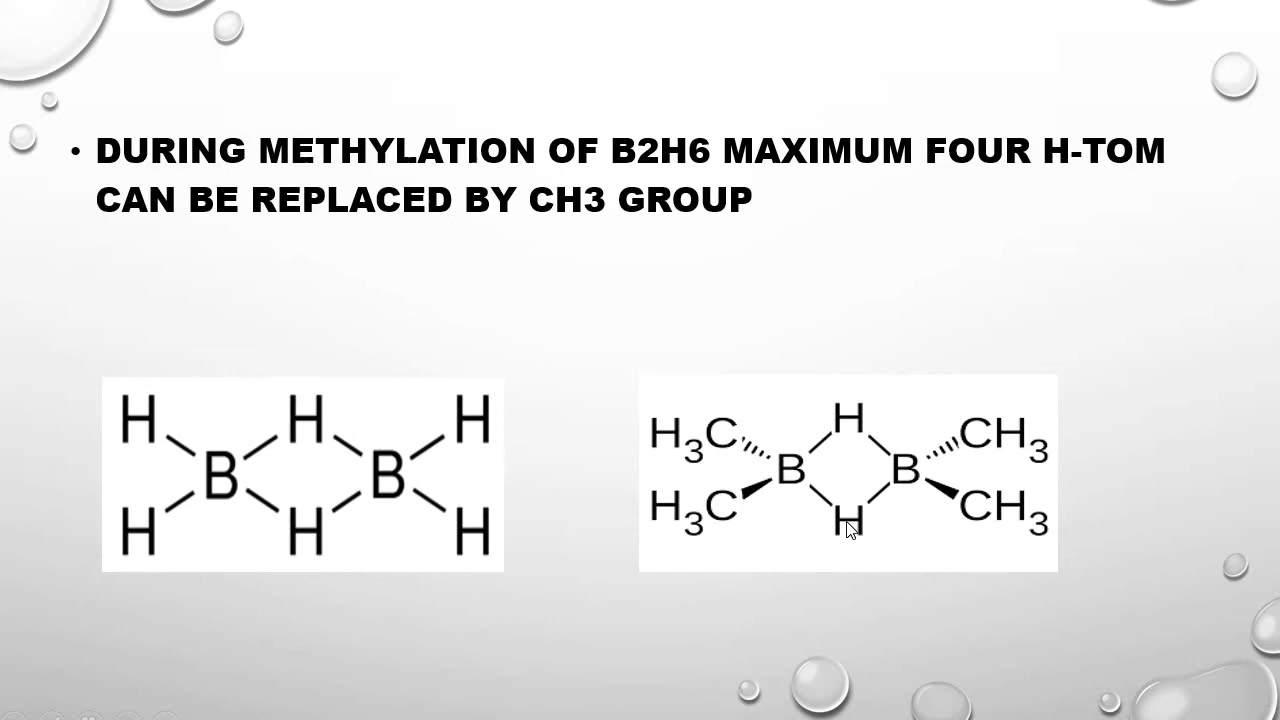 • DURING METHYLATION OF B2H6 MAXIMUM FOUR H-TOM
CAN BE REPLACED BY CH3 GROUP
H H H
B B
H H H
H H₃C CH₃
B B
H₃C CH₃
H